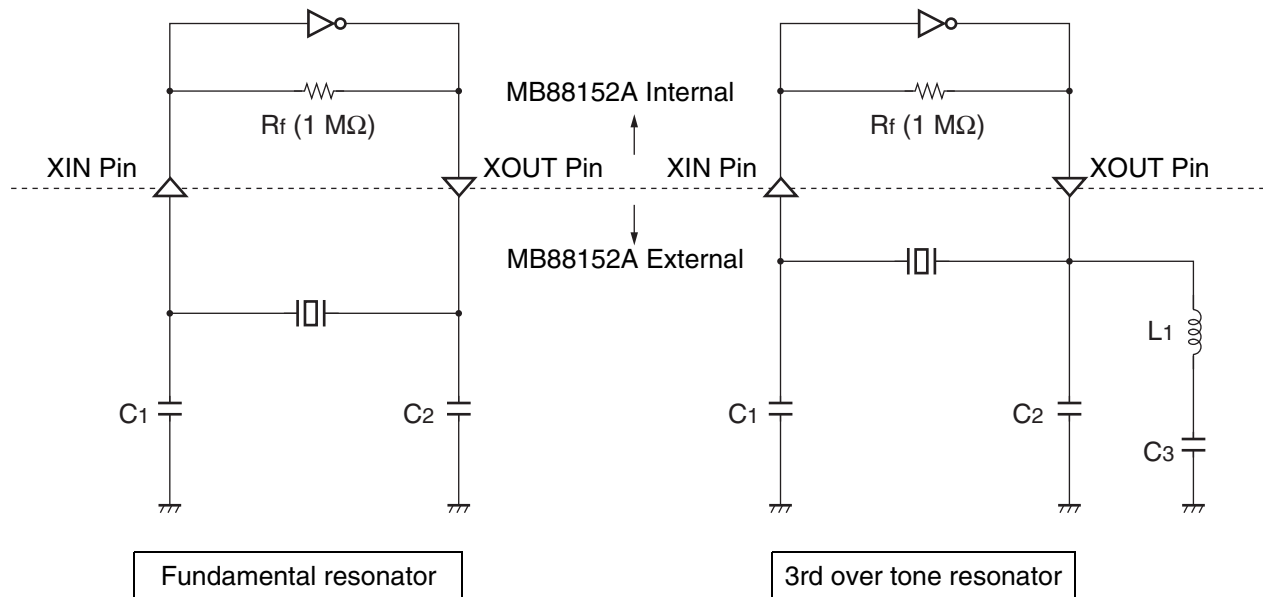 Rf (1 MΩ)
XIN Pin
XOUT Pin
C1
C2
Fundamental resonator
MB88152A Internal
MB88152A External
Rf (1 MΩ)
XIN Pin
XOUT Pin
L1
C1
C2
C3
3rd over tone resonator